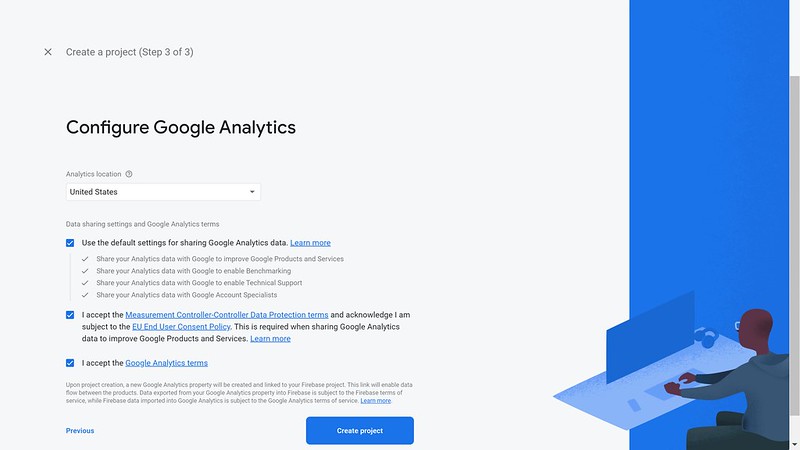 Create a project (Step 3 of 3)
Configure Google Analytics
Analytics location
United States
Data sharing settings and Google Analytics terms
Use the default settings for sharing Google Analytics data. Learn more
Share your Analytics data with Google to improve Google Products and Services
Share your Analytics data with Google to enable Benchmarking
Share your Analytics data with Google to enable Technical Support
Share your Analytics data with Google Account Specialists
I accept the Measurement Controller-Controller Data Protection terms and acknowledge I am
subject to the EU End User Consent Policy. This is required when sharing Google Analytics
data to improve Google Products and Services. Learn more
I accept the Google Analytics terms
Upon project creation, a new Google Analytics property will be created and linked to your Firebase project. This link will enable data
flow between the products. Data exported from your Google Analytics property into Firebase is subject to the Firebase terms of
service, while Firebase data imported into Google Analytics is subject to the Google Analytics terms of service. Learn more.
Previous
Create project